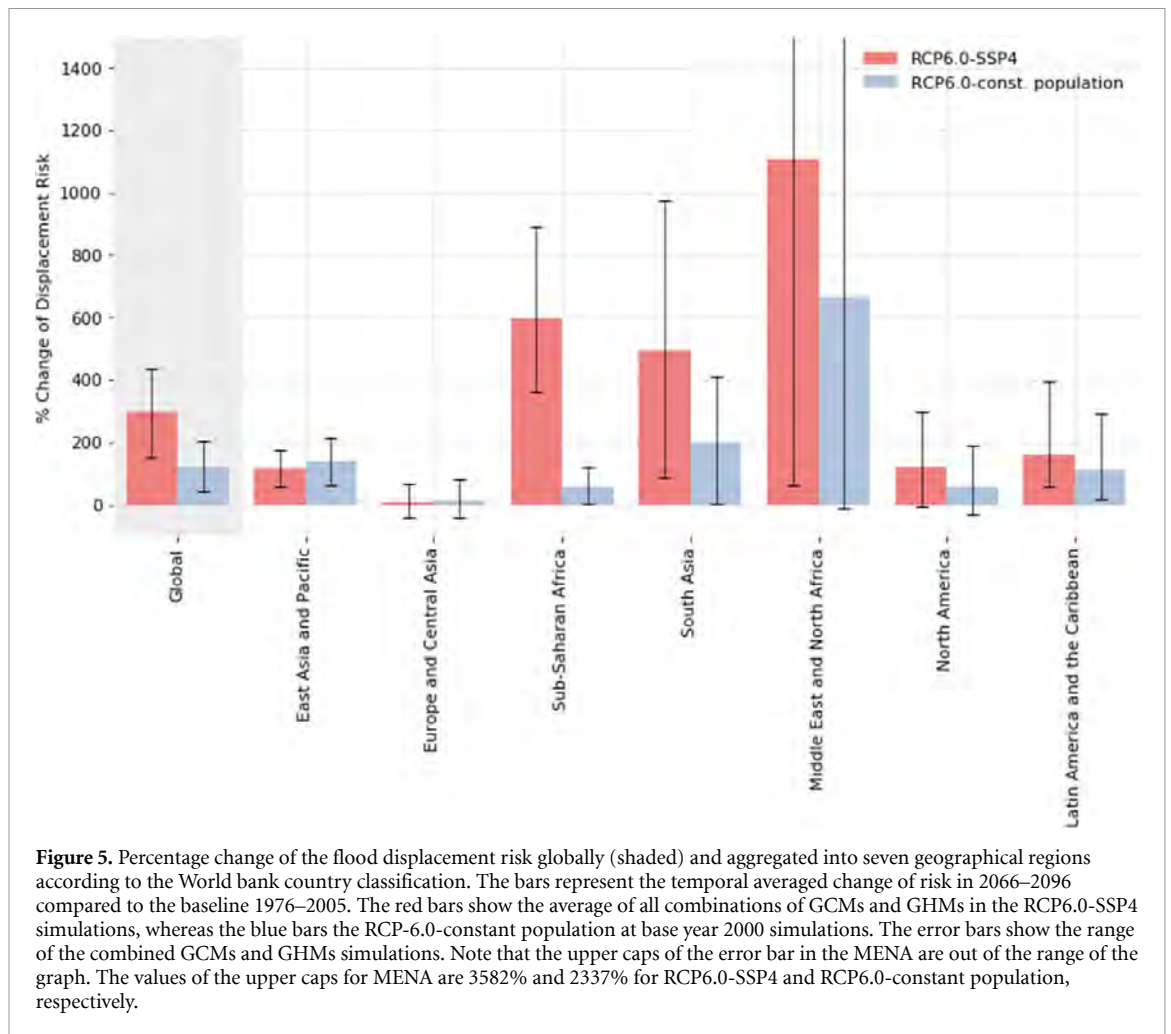 RCP6.0-SSP4
RCP6.0-const. population
% Change of Displacement Risk
1400
1200
1000
800
600
400
200
0
Global
East Asia and Pacific
Europe and Central Asia
Sub-Saharan Africa
South Asia
Middle East and North Africa
North America
Latin America and the Caribbean
Figure 5. Percentage change of the flood displacement risk globally (shaded) and aggregated into seven geographical regions
according to the World bank country classification. The bars represent the temporal averaged change of risk in 2066–2096
compared to the baseline 1976–2005. The red bars show the average of all combinations of GCMs and GHMs in the RCP6.0-SSP4
simulations, whereas the blue bars the RCP-6.0-constant population at base year 2000 simulations. The error bars show the range
of the combined GCMs and GHMs simulations. Note that the upper caps of the error bar in the MENA are out of the range of the
graph. The values of the upper caps for MENA are 3582% and 2337% for RCP6.0-SSP4 and RCP6.0-constant population,
respectively.